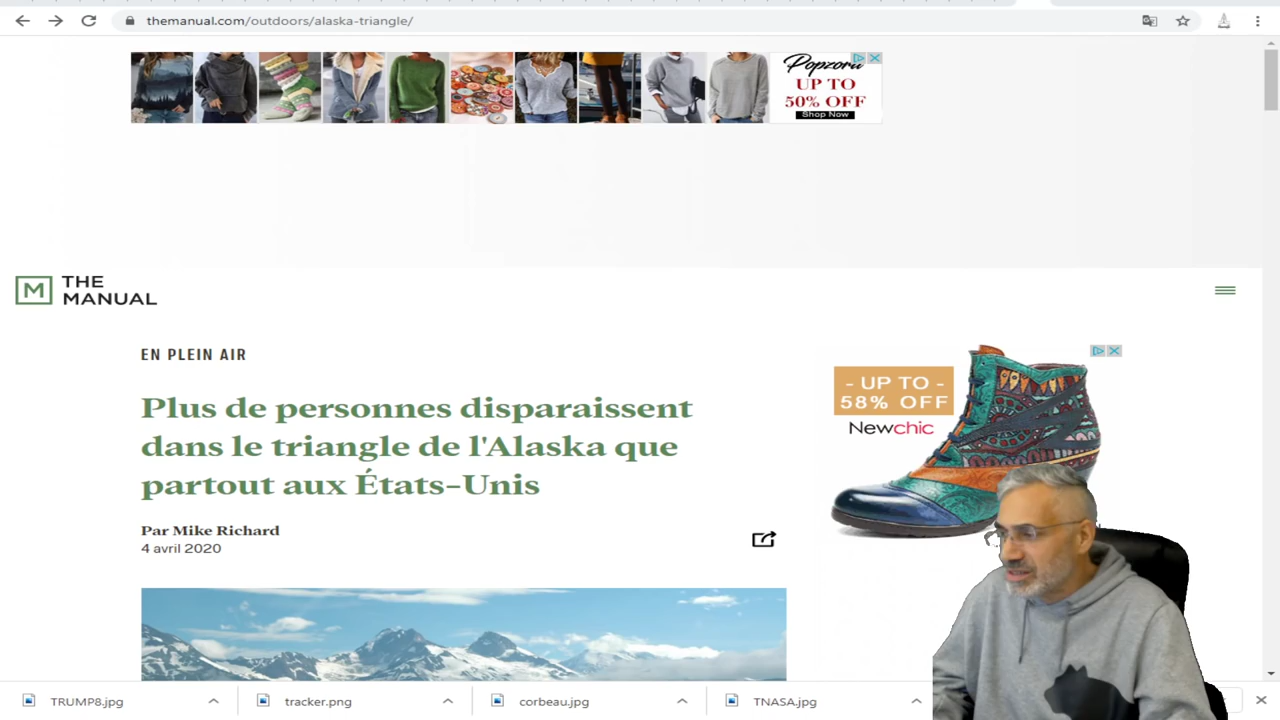 themanual.com/outdoors/alaska-triangle/
Popzora
UP TO
50% OFF
Shop Now
M THE
MANUAL
EN PLEIN AIR
- UP TO -
58% OFF
Newchic
Plus de personnes disparaissent
dans le triangle de l'Alaska que
partout aux États-Unis
Par Mike Richard
4 avril 2020
TRUMP8.jpg
tracker.png
corbeau.jpg
TNASA.jpg